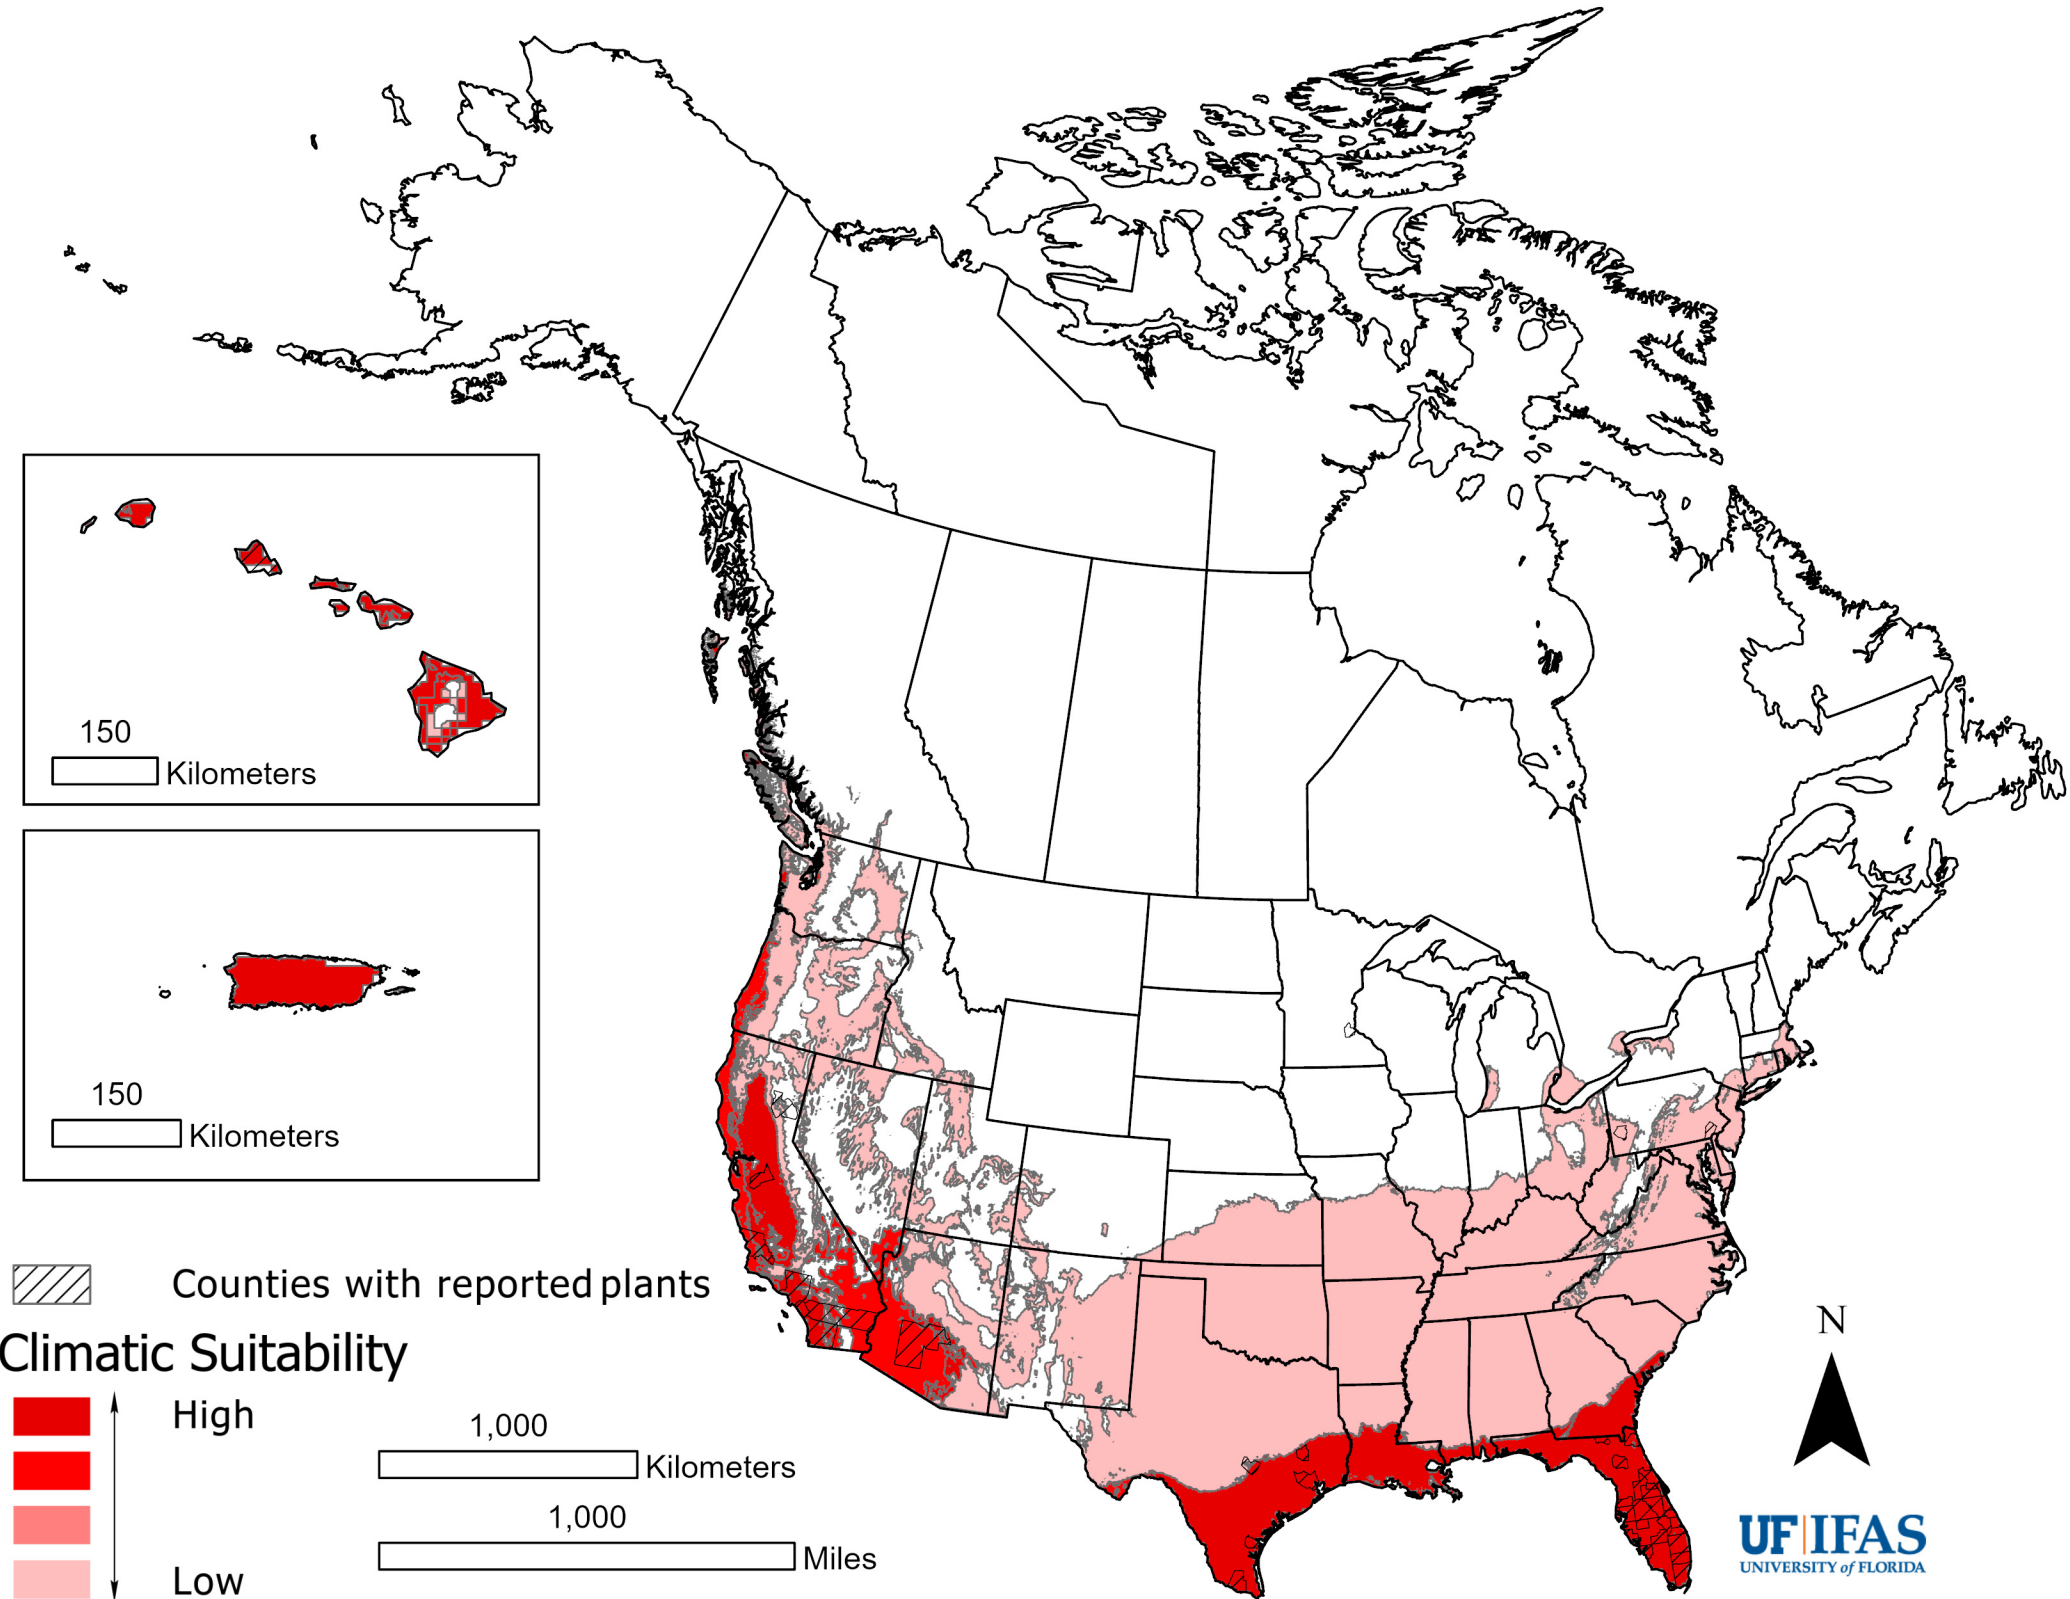 150
Kilometers
150
Kilometers
Counties with reported plants
Climatic Suitability
High
Low
1,000
Kilometers
1,000
Miles
N
UF|IFAS
UNIVERSITY of FLORIDA